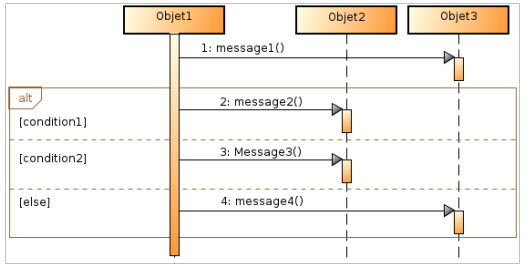 Objet1 Objet2 Objet3
1: message1()
alt
2: message2()
[condition1]
[condition2] 3: Message3()
[else] 4: message4()